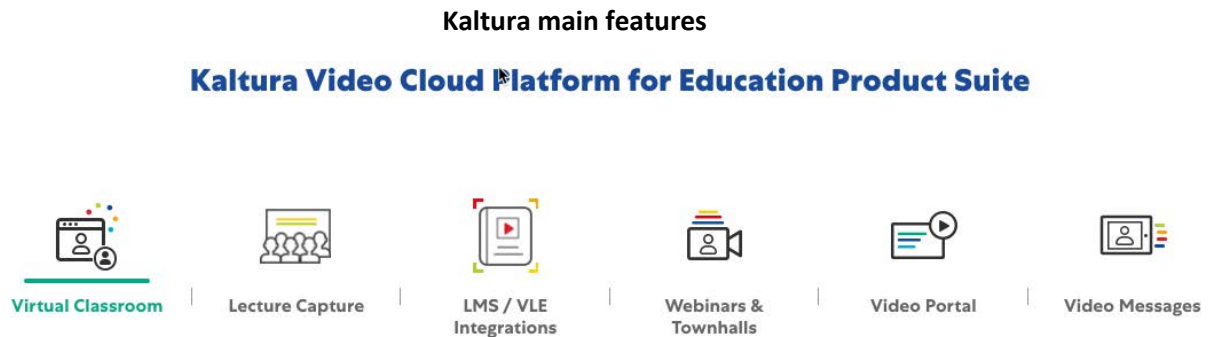 Kaltura main features
Kaltura Video Cloud Platform for Education Product Suite
Virtual Classroom
Lecture Capture
LMS / VLE
Integrations
Webinars &
Townhalls
Video Portal
Video Messages